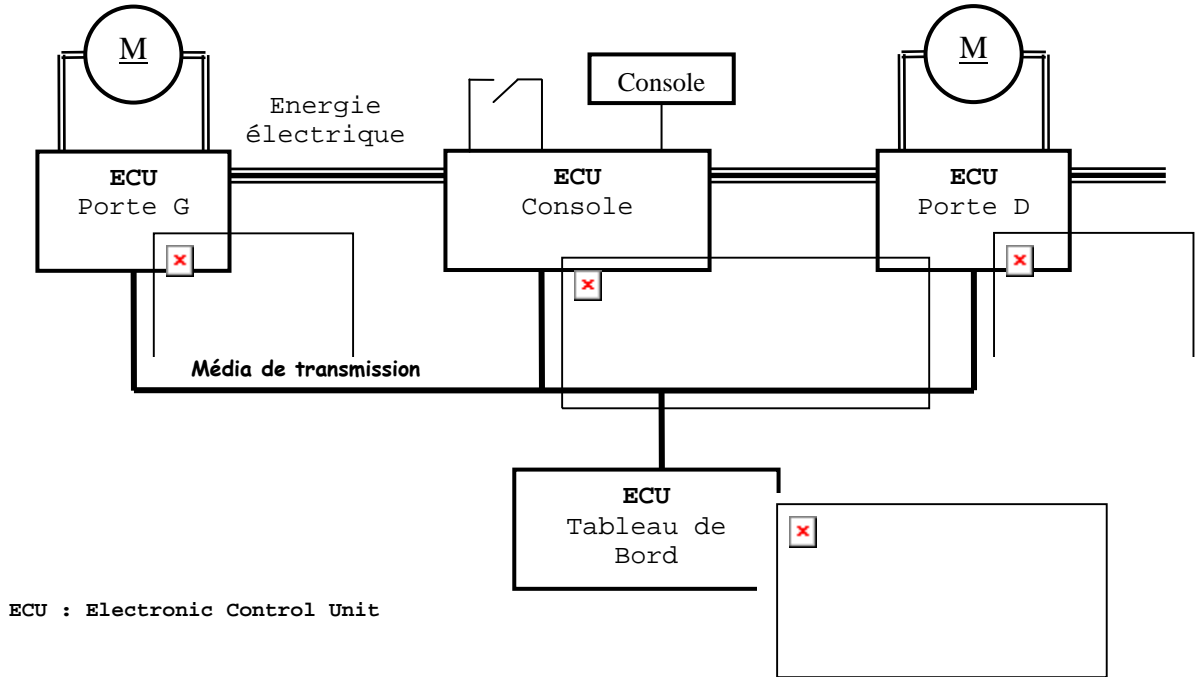 M
M
Console
Energie
électrique
ECU
Porte G
ECU
Console
ECU
Porte D
Média de transmission
ECU
Tableau de
Bord
ECU : Electronic Control Unit